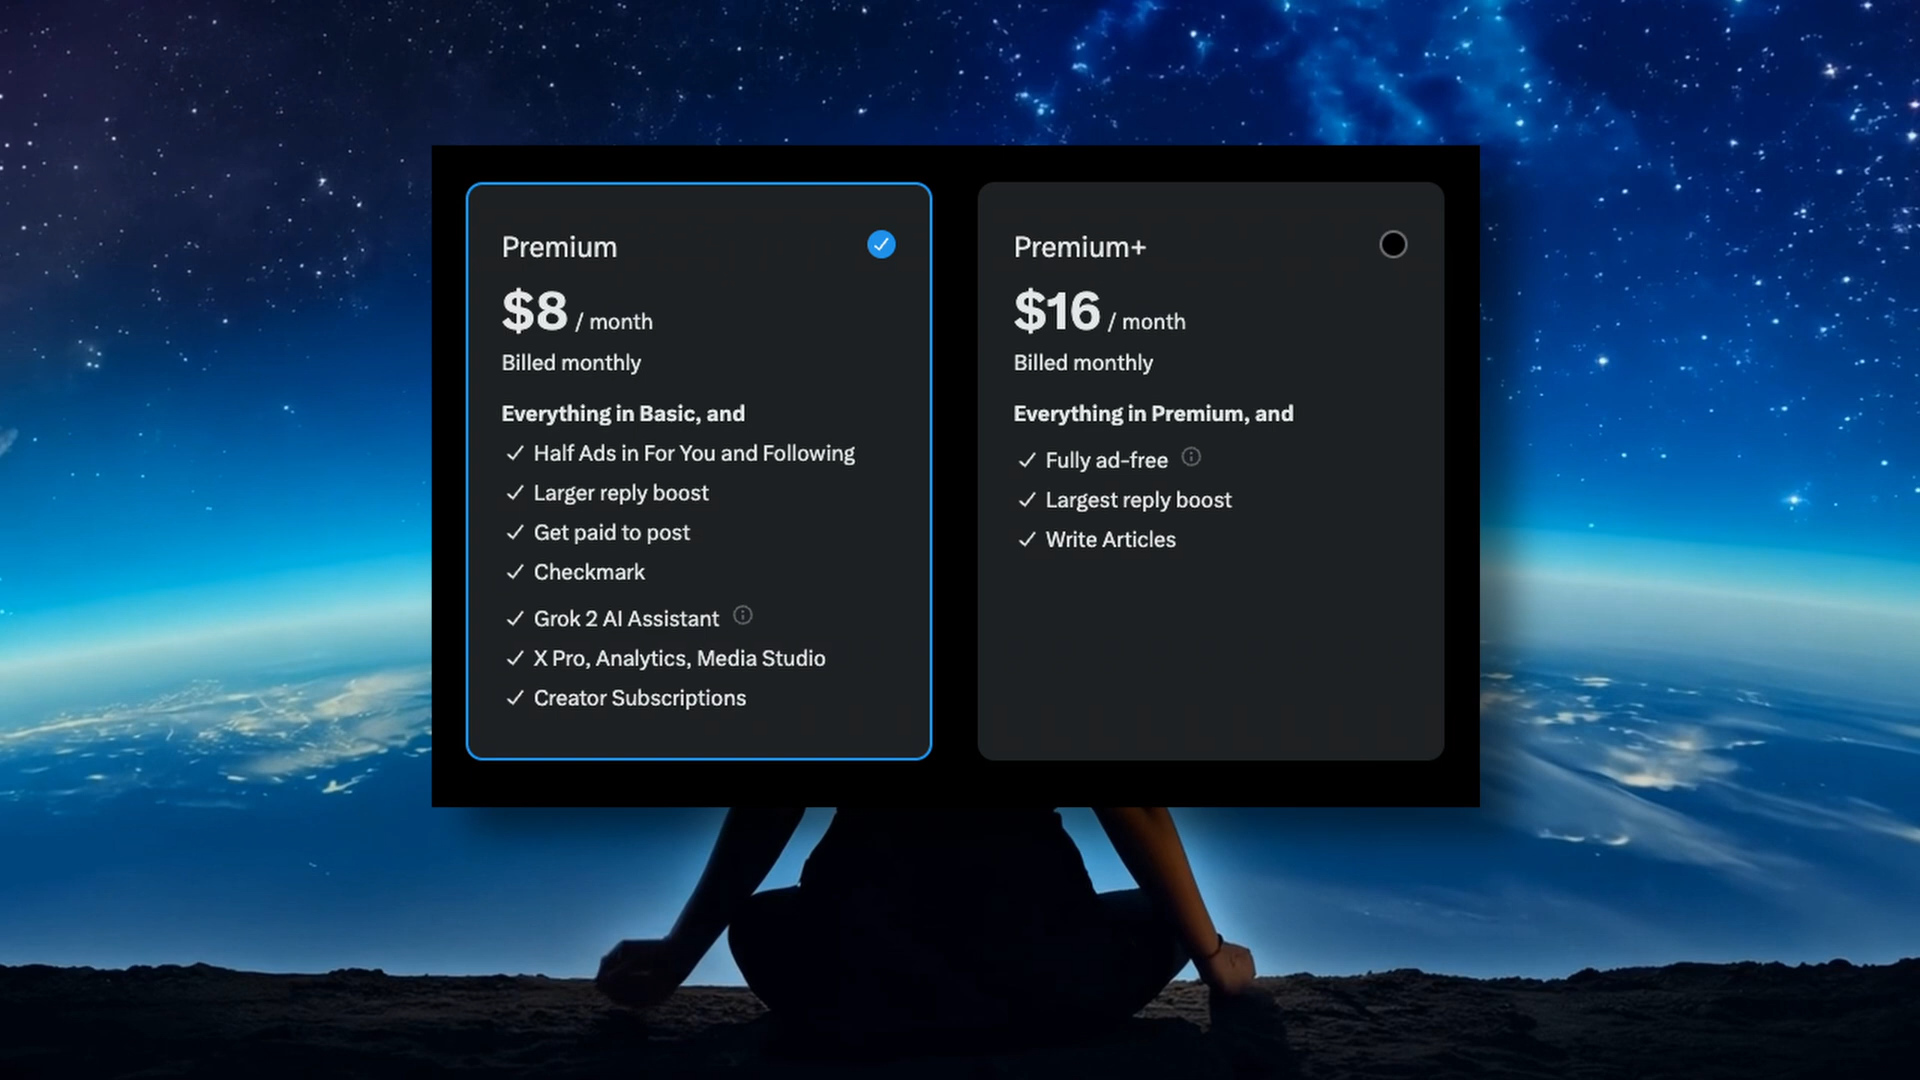 Premium
$8 / month
Billed monthly
Everything in Basic, and
Half Ads in For You and Following
Larger reply boost
Get paid to post
Checkmark
Grok 2 AI Assistant
X Pro, Analytics, Media Studio
Creator Subscriptions
Premium+
$16 / month
Billed monthly
Everything in Premium, and
Fully ad-free
Largest reply boost
Write Articles